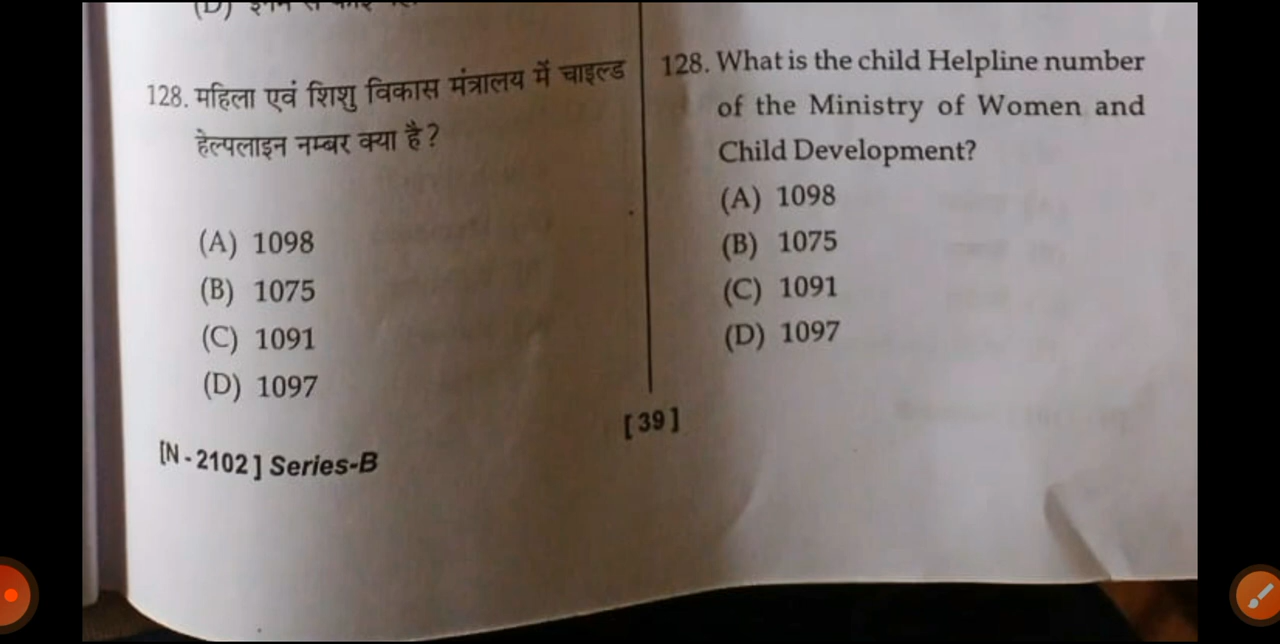 128. महिला एवं शिशु विकास मंत्रालय में चाइल्ड
हेल्पलाइन नम्बर क्या है?
(A) 1098
(B) 1075
(C) 1091
(D) 1097
128. What is the child Helpline number
of the Ministry of Women and
Child Development?
(A) 1098
(B) 1075
(C) 1091
(D) 1097
[39]
[N-2102] Series-B